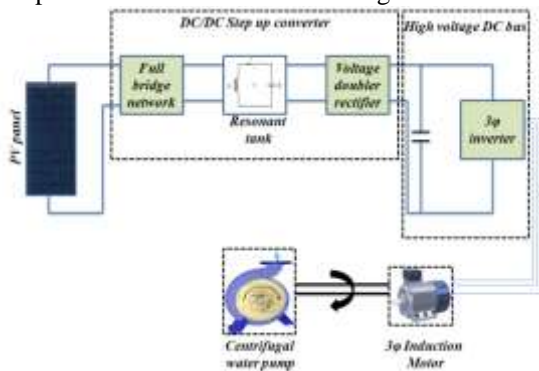 DC/DC Step up converter
High voltage DC bus
PV panel
Full
bridge
network
Resonant
tank
Voltage
doubler
rectifier
3φ
inverter
Centrifugal
water pump
3φ Induction
Motor